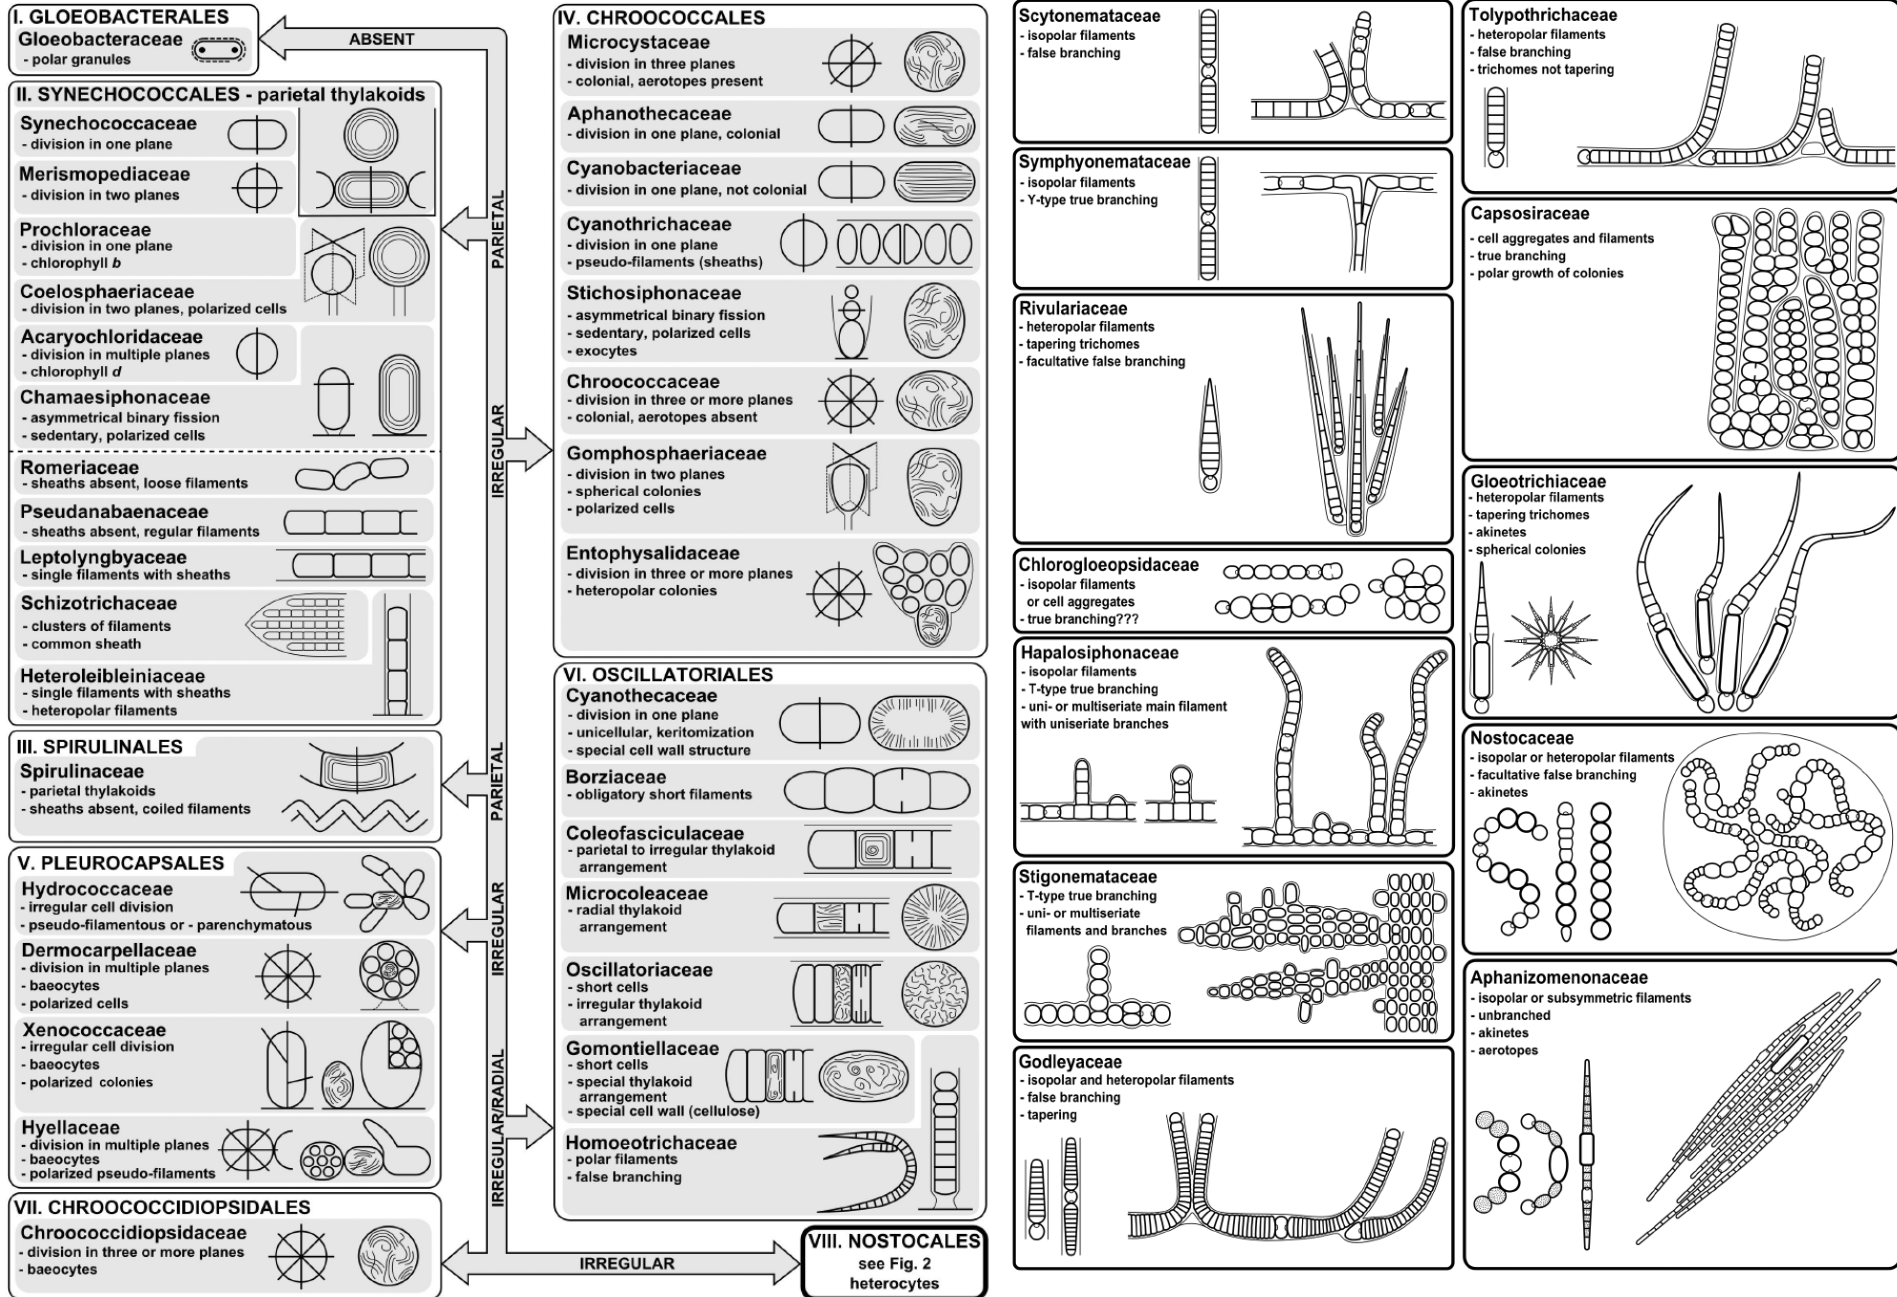 I. GLOEOBACTERALES
Gloeobacteraceae
- polar granules
ABSENT
II. SYNECHOCOCCALES - parietal thylakoids
Synechococcaceae
- division in one plane
Merismopediaceae
- division in two planes
Prochloraceae
- division in one plane
- chlorophyll b
Coelosphaeriaceae
- division in two planes, polarized cells
Acaryochloridaceae
- division in multiple planes
- chlorophyll d
Chamaesiphonaceae
- asymmetrical binary fission
- sedentary, polarized cells
Romeriaceae
- sheaths absent, loose filaments
Pseudanabaenaceae
- sheaths absent, regular filaments
Leptolyngbyaceae
- single filaments with sheaths
Schizotrichaceae
- clusters of filaments
- common sheath
Heteroleibleiniaceae
- single filaments with sheaths
- heteropolar filaments
III. SPIRULINALES
Spirulinaceae
- parietal thylakoids
- sheaths absent, coiled filaments
V. PLEUROCAPSALES
Hydrococcaceae
- irregular cell division
- pseudo-filamentous or - parenchymatous
Dermocarpellaceae
- division in multiple planes
- baeocytes
- polarized cells
Xenococcaceae
- irregular cell division
- baeocytes
- polarized colonies
Hyellaceae
- division in multiple planes
- baeocytes
- polarized pseudo-filaments
VII. CHROOCOCCIDIOPSIDALES
Chroococcidiopsidaceae
- division in three or more planes
- baeocytes
PARIETAL
IRREGULAR
PARIETAL
IRREGULAR
IRREGULAR/RADIAL
IRREGULAR
IV. CHROOCOCCALES
Microcystaceae
- division in three planes
- colonial, aerotopes present
Aphanothecaceae
- division in one plane, colonial
Cyanobacteriaceae
- division in one plane, not colonial
Cyanothrichaceae
- division in one plane
- pseudo-filaments (sheaths)
Stichosiphonaceae
- asymmetrical binary fission
- sedentary, polarized cells
- exocytes
Chroococcaceae
- division in three or more planes
- colonial, aerotopes absent
Gomphosphaeriaceae
- division in two planes
- spherical colonies
- polarized cells
Entophysalidaceae
- division in three or more planes
- heteropolar colonies
VI. OSCILLATORIALES
Cyanothecaceae
- division in one plane
- unicellular, keritomization
- special cell wall structure
Borziaceae
- obligatory short filaments
Coleofasciculaceae
- parietal to irregular thylakoid
arrangement
Microcoleaceae
- radial thylakoid
arrangement
Oscillatoriaceae
- short cells
- irregular thylakoid
arrangement
Gomontiellaceae
- short cells
- special thylakoid
arrangement
- special cell wall (cellulose)
Homoeotrichaceae
- polar filaments
- false branching
VIII. NOSTOCALES
see Fig. 2
heterocytes
Scytonemataceae
- isopolar filaments
- false branching
Symphyonemataceae
- isopolar filaments
- Y-type true branching
Rivulariaceae
- heteropolar filaments
- tapering trichomes
- facultative false branching
Chlorogloeopsidaceae
- isopolar filaments
or cell aggregates
- true branching???
Hapalosiphonaceae
- isopolar filaments
- T-type true branching
- uni- or multiseriate main filament
with uniseriate branches
Stigonemataceae
- T-type true branching
- uni- or multiseriate
filaments and branches
Godleyaceae
- isopolar and heteropolar filaments
- false branching
- tapering
Tolypothrichaceae
- heteropolar filaments
- false branching
- trichomes not tapering
Capsosiraceae
- cell aggregates and filaments
- true branching
- polar growth of colonies
Gloeotrichiaceae
- heteropolar filaments
- tapering trichomes
- akinetes
- spherical colonies
Nostocaceae
- isopolar or heteropolar filaments
- facultative false branching
- akinetes
Aphanizomenonaceae
- isopolar or subsymmetric filaments
- unbranched
- akinetes
- aerotopes